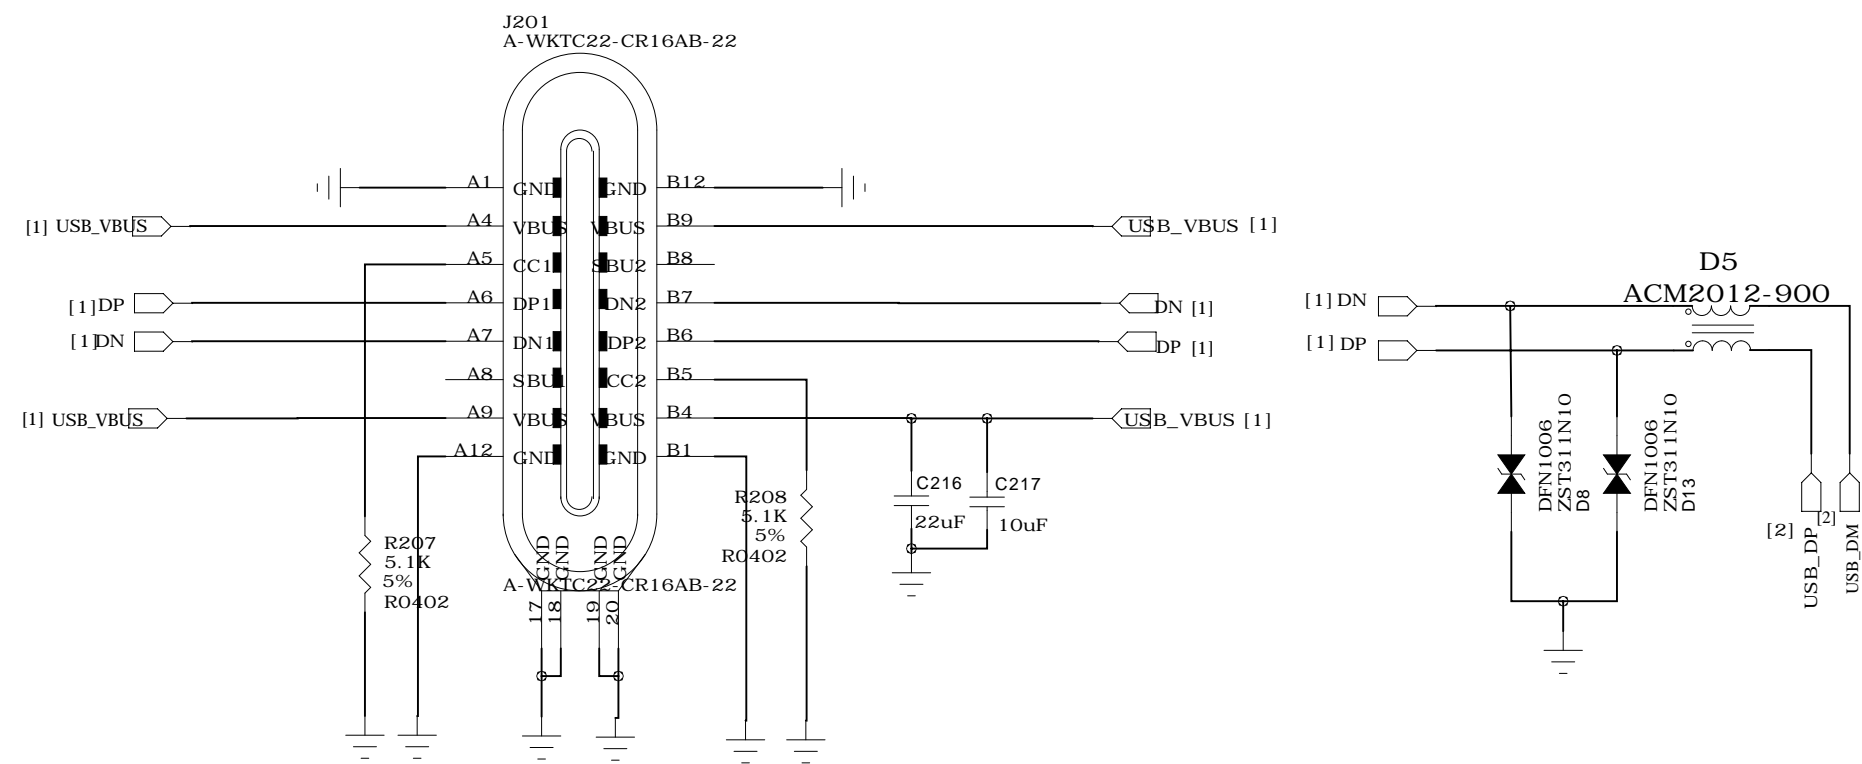 J201
A-WKTC22-CR16AB-22
A1 GND GND B12
[1] USB_VBUS A4 VBUS VBUS B9 USB_VBUS [1]
A5 CC1 SBU2 B8
[1] DP A6 DP1 DN2 B7 DN [1]
[1] DN A7 DN1 DP2 B6 DP [1]
A8 SBU1 CC2 B5
[1] USB_VBUS A9 VBUS VBUS B4 USB_VBUS [1]
A12 GND GND B1
R207
5.1K
5%
R0402
GND
GND
GND
GND
A-WKTC22-CR16AB-22
17
18
19
20
R208
5.1K
5%
R0402
C216
22uF
C217
10uF
D5
ACM2012-900
[1] DN
[1] DP
DFN1006
ZST311N10
D8
DFN1006
ZST311N10
D13
[2] USB_DP
[2] USB_DM